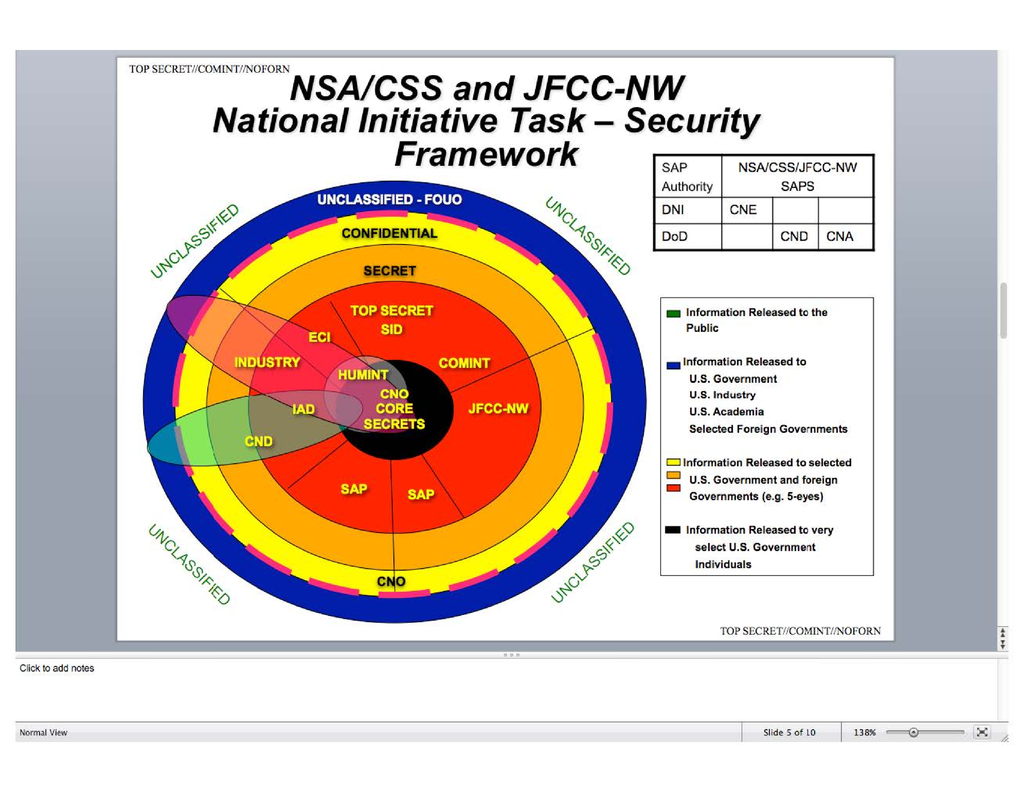 TOP SECRET//COMINT//NOFORN
NSA/CSS and JFCC-NW
National Initiative Task – Security
Framework
SAP
Authority
NSA/CSS/JFCC-NW
SAPS
DNI
CNE
DoD
CND
CNA
UNCLASSIFIED
UNCLASSIFIED - FOUO
UNCLASSIFIED
CONFIDENTIAL
SECRET
TOP SECRET
SID
ECI
INDUSTRY
HUMINT
COMINT
CNO
CORE
SECRETS
IAD
JFCC-NW
CND
SAP
SAP
CNO
UNCLASSIFIED
UNCLASSIFIED
Information Released to the
Public
Information Released to
U.S. Government
U.S. Industry
U.S. Academia
Selected Foreign Governments
Information Released to selected
U.S. Government and foreign
Governments (e.g. 5-eyes)
Information Released to very
select U.S. Government
Individuals
TOP SECRET//COMINT//NOFORN
Click to add notes
Normal View
Slide 5 of 10
138%